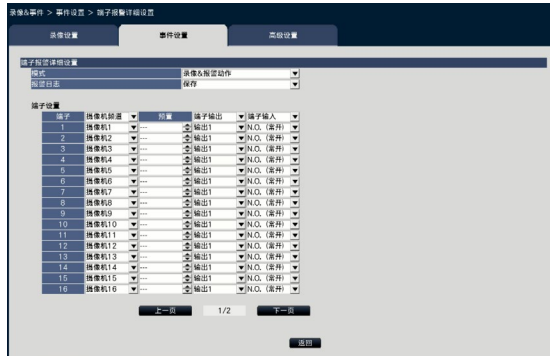 录像&事件 > 事件设置 > 端子报警详细设置
录像设置 事件设置 高级设置
端子报警详细设置
模式 录像&报警动作
报警日志 保存
端子设置
端子 摄像机频道 预置 端子输出 端子输入
1 摄像机1 --- 输出1 N.O. (常开)
2 摄像机2 --- 输出1 N.O. (常开)
3 摄像机3 --- 输出1 N.O. (常开)
4 摄像机4 --- 输出1 N.O. (常开)
5 摄像机5 --- 输出1 N.O. (常开)
6 摄像机6 --- 输出1 N.O. (常开)
7 摄像机7 --- 输出1 N.O. (常开)
8 摄像机8 --- 输出1 N.O. (常开)
9 摄像机9 --- 输出1 N.O. (常开)
10 摄像机10 --- 输出1 N.O. (常开)
11 摄像机11 --- 输出1 N.O. (常开)
12 摄像机12 --- 输出1 N.O. (常开)
13 摄像机13 --- 输出1 N.O. (常开)
14 摄像机14 --- 输出1 N.O. (常开)
15 摄像机15 --- 输出1 N.O. (常开)
16 摄像机16 --- 输出1 N.O. (常开)
上一页 1/2 下一页
返回